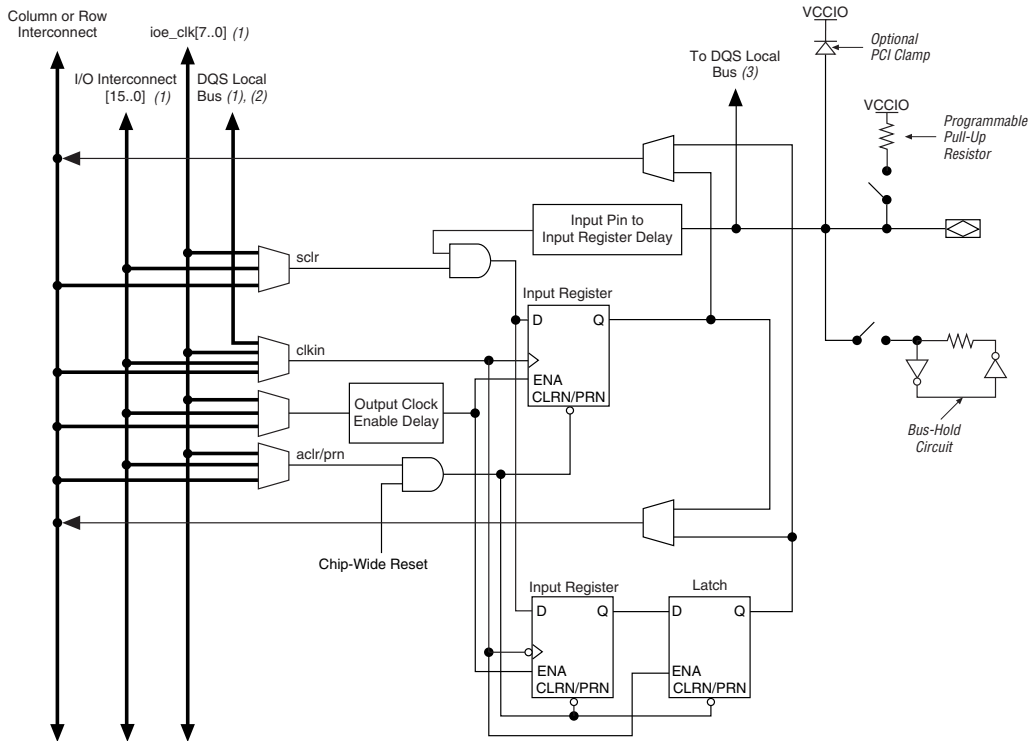 Column or Row
Interconnect
ioe_clk[7..0] (1)
I/O Interconnect
[15..0] (1)
DQS Local
Bus (1), (2)
To DQS Local
Bus (3)
VCCIO
Optional
PCI Clamp
VCCIO
Programmable
Pull-Up
Resistor
Input Pin to
Input Register Delay
sclr
Input Register
D
Q
clkin
ENA
CLRN/PRN
Output Clock
Enable Delay
aclr/prn
Bus-Hold
Circuit
Chip-Wide Reset
Input Register
Latch
D
Q
D
Q
ENA
CLRN/PRN
ENA
CLRN/PRN